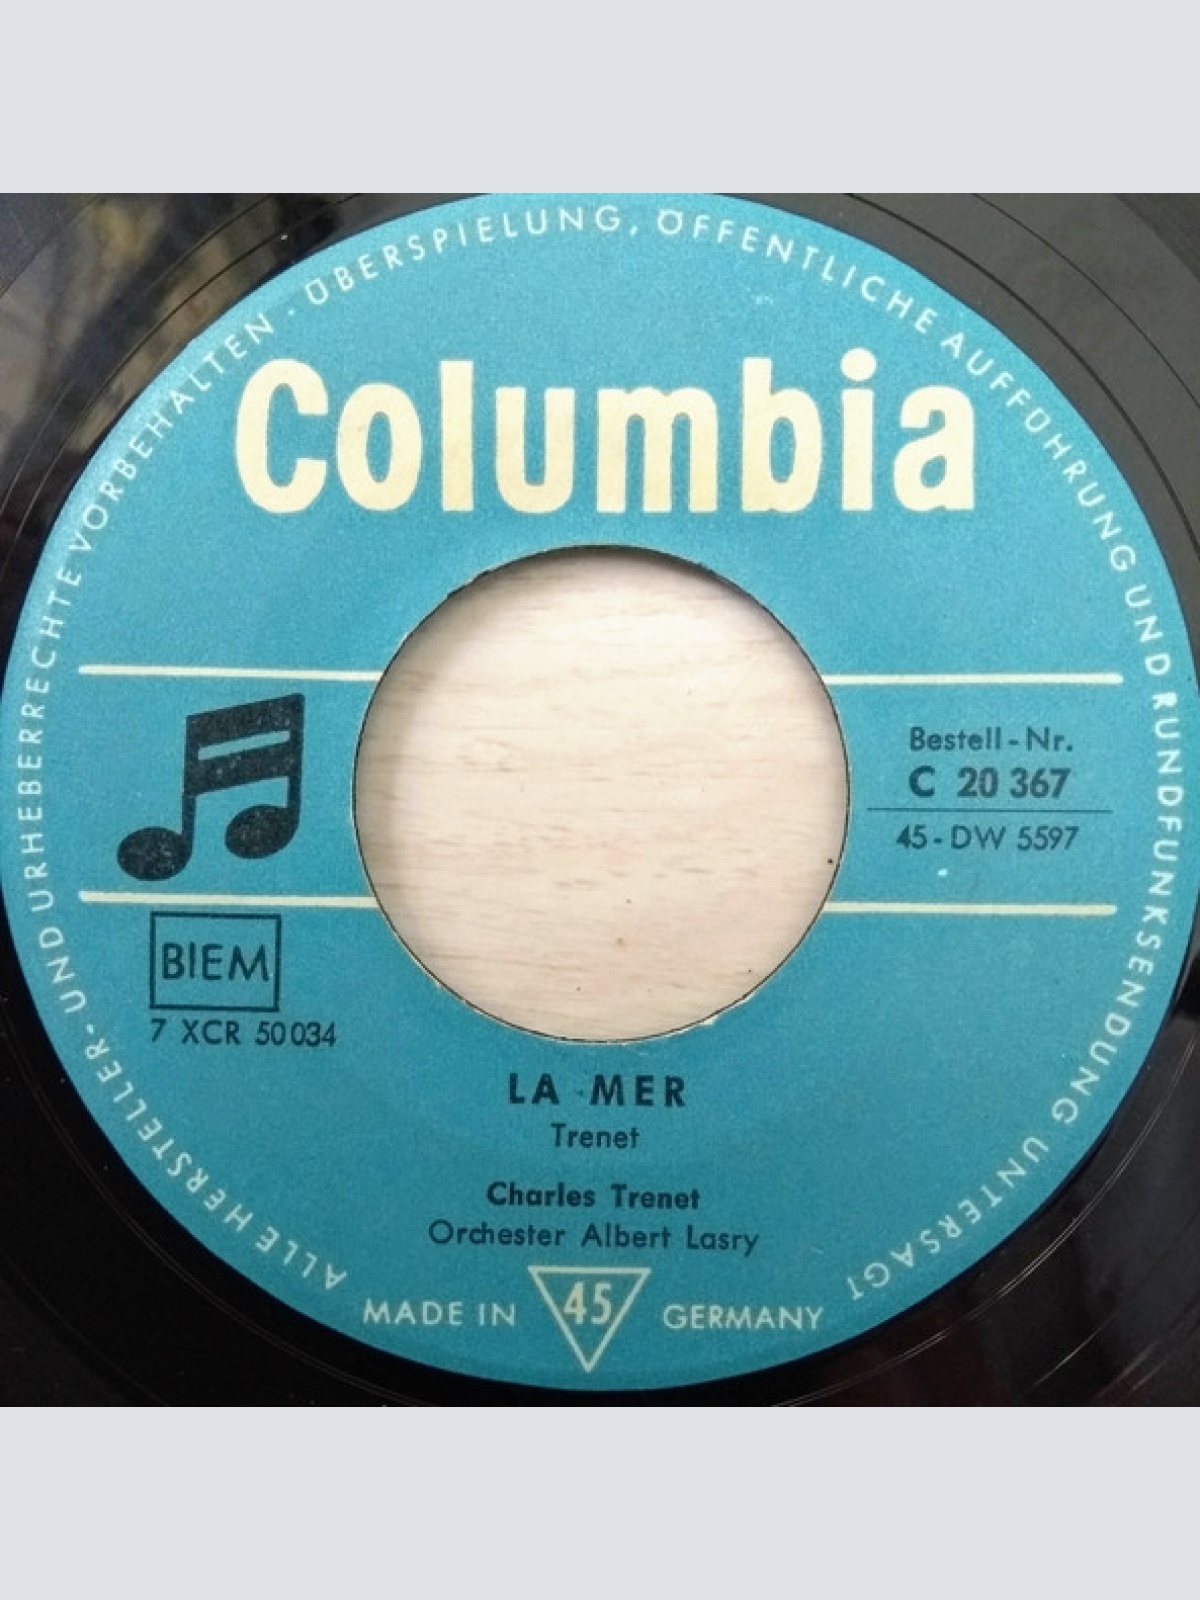 ALLE HERSTELLER- UND URHEBERRECHTE VORBEHALTEN · ÜBERSPIELUNG, ÖFFENTLICHE AUFFÜHRUNG UND RUNDFUNKSENDUNG UNTERSAGT
Columbia
Bestell-Nr.
C 20 367
45-DW 5597
BIEM
7 XCR 50034
LA MER
Trenet
Charles Trenet
Orchester Albert Lasry
MADE IN 45 GERMANY